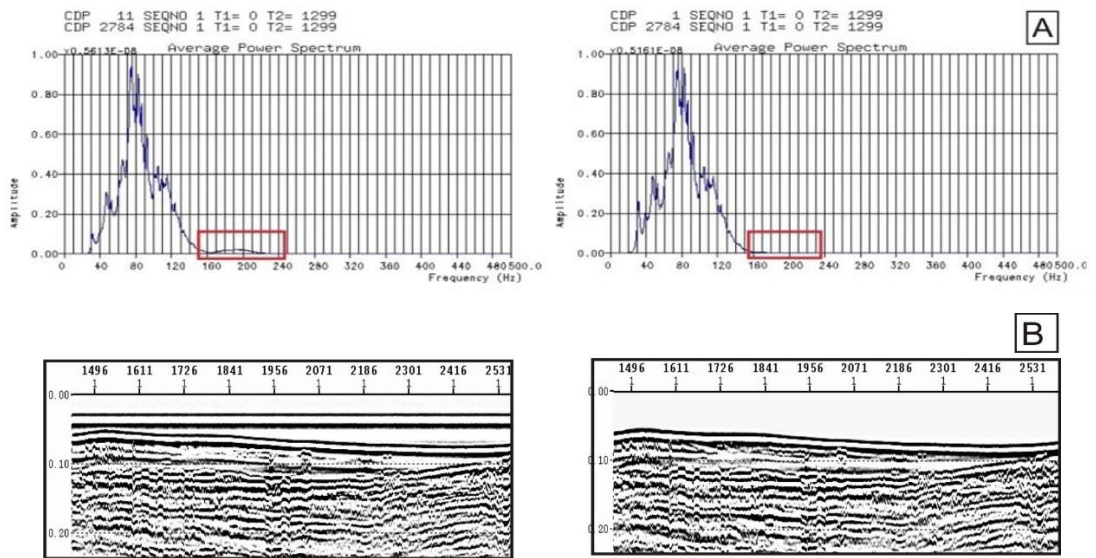 CDP 11 SEQNO 1 T1= 0 T2= 1299
CDP 2784 SEQNO 1 T1= 0 T2= 1299
x0.5613E-08 Average Power Spectrum
1.00
0.80
0.60
0.40
0.20
0.00
Amplitude
0 40 80 120 160 200 240 280 320 360 400 440 480 500.0
Frequency (Hz)
CDP 1 SEQNO 1 T1= 0 T2= 1299
CDP 2784 SEQNO 1 T1= 0 T2= 1299
A
x0.5161E-08 Average Power Spectrum
1.00
0.80
0.60
0.40
0.20
0.00
Amplitude
0 40 80 120 160 200 240 280 320 360 400 440 480 500.0
Frequency (Hz)
B
1496 1611 1726 1841 1956 2071 2186 2301 2416 2531
0.00
0.10
0.20
1496 1611 1726 1841 1956 2071 2186 2301 2416 2531
0.00
0.10
0.20